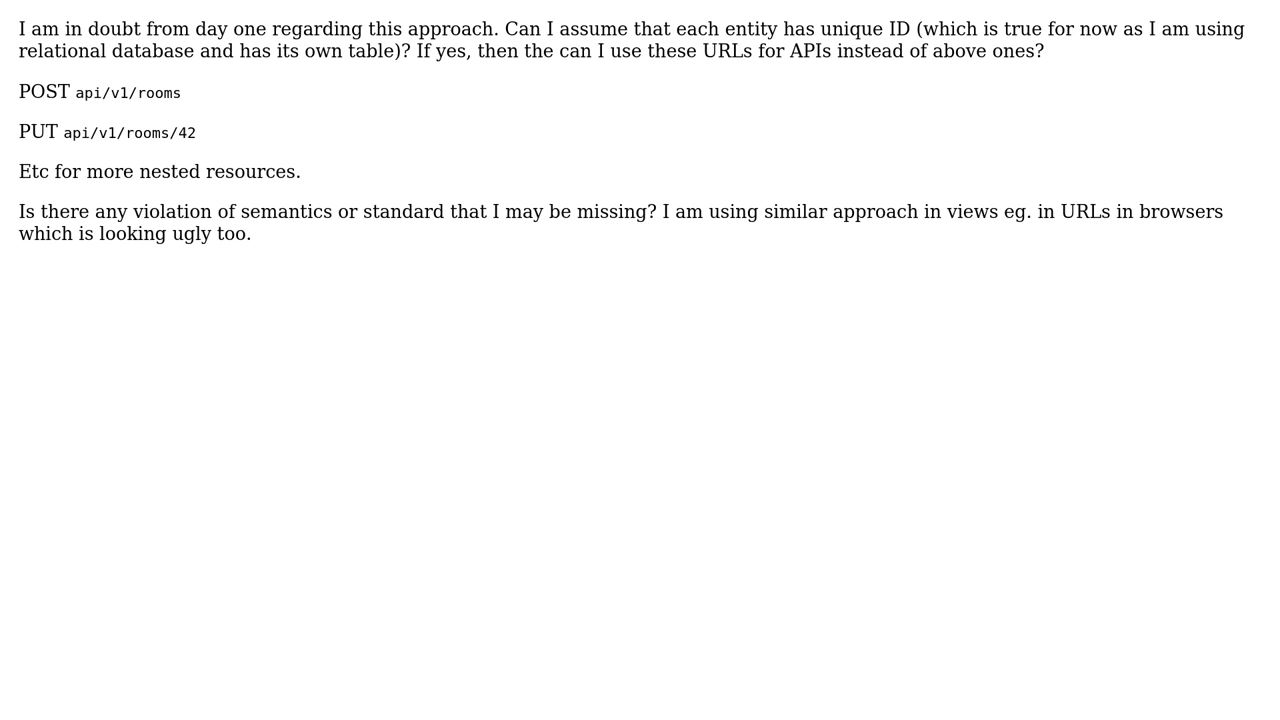 I am in doubt from day one regarding this approach. Can I assume that each entity has unique ID (which is true for now as I am using
relational database and has its own table)? If yes, then the can I use these URLs for APIs instead of above ones?
POST api/v1/rooms
PUT api/v1/rooms/42
Etc for more nested resources.
Is there any violation of semantics or standard that I may be missing? I am using similar approach in views eg. in URLs in browsers
which is looking ugly too.